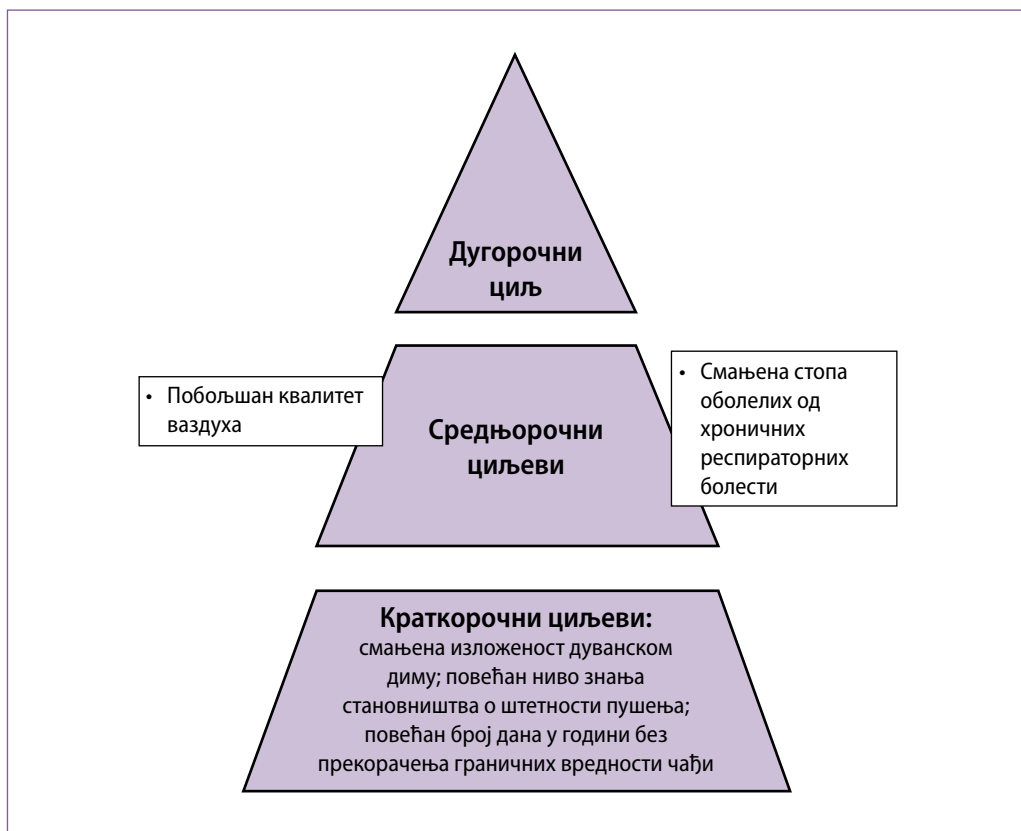 Дугорочни
циљ
• Побољшан квалитет
ваздуха
Средњорочни
циљеви
• Смањена стопа
оболелих од
хроничних
респираторних
болести
Краткорочни циљеви:
смањена изложеност дуванском
диму; повећан ниво знања
становништва о штетности пушења;
повећан број дана у години без
прекорачења граничних вредности чађи